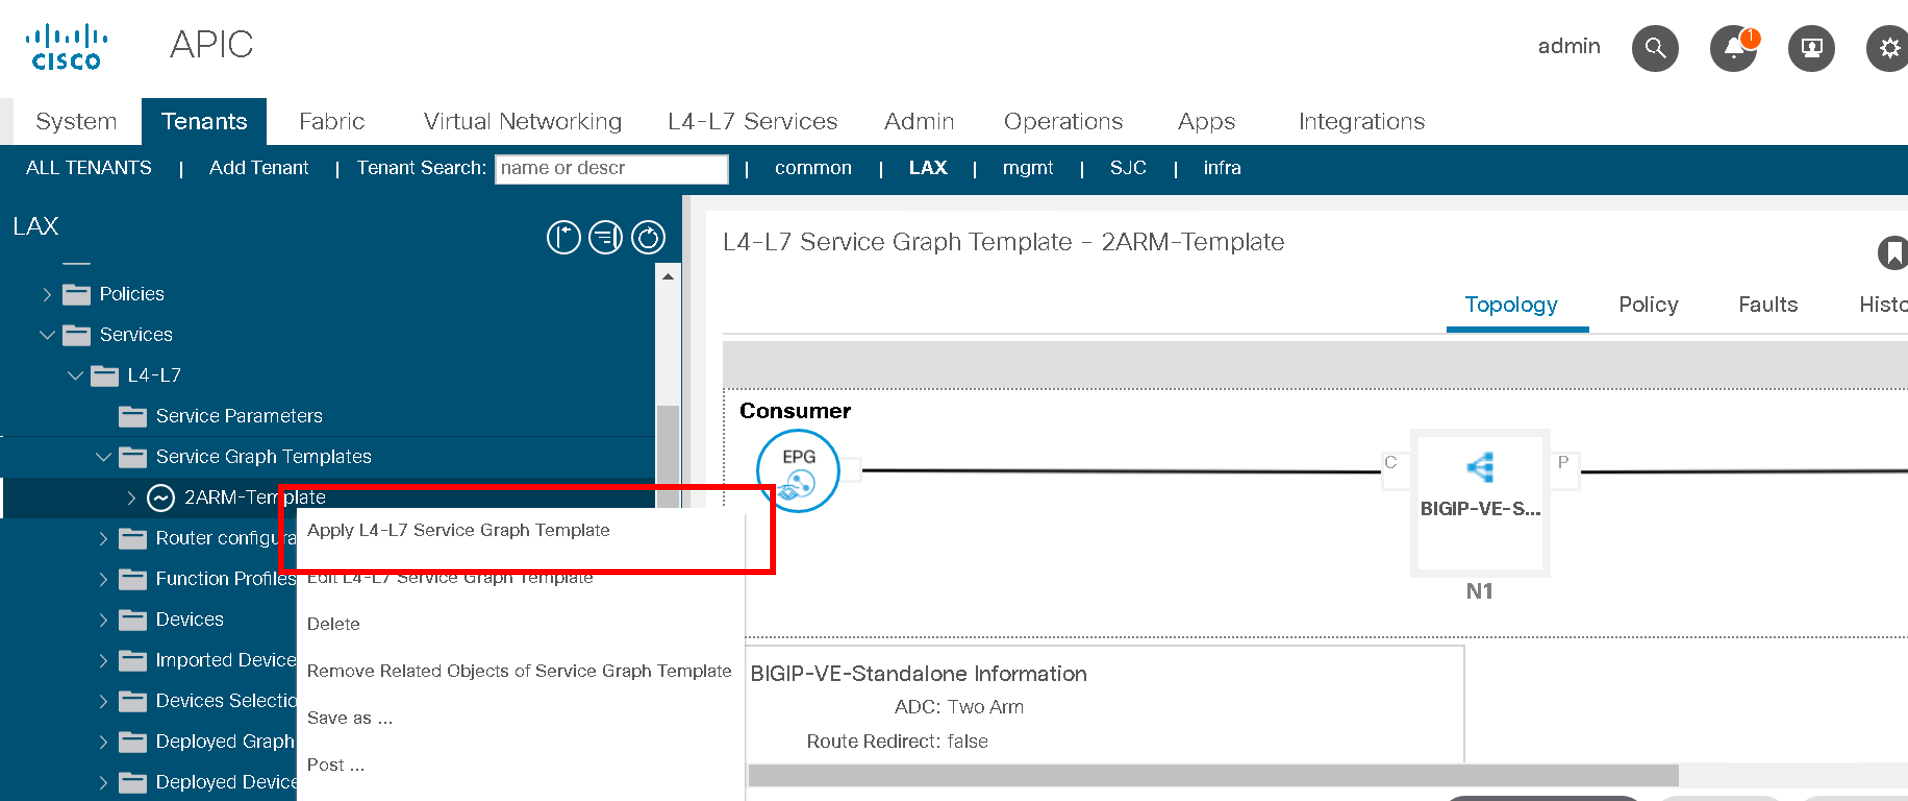 cisco
APIC
admin
1
System
Tenants
Fabric
Virtual Networking
L4-L7 Services
Admin
Operations
Apps
Integrations
ALL TENANTS | Add Tenant | Tenant Search: name or descr | common | LAX | mgmt | SJC | infra
LAX
Policies
Services
L4-L7
Service Parameters
Service Graph Templates
2ARM-Template
Router configura
Function Profiles
Devices
Imported Device
Devices Selectio
Deployed Graph
Deployed Device
Apply L4-L7 Service Graph Template
Edit L4-L7 Service Graph Template
Delete
Remove Related Objects of Service Graph Template
Save as ...
Post ...
L4-L7 Service Graph Template - 2ARM-Template
Topology
Policy
Faults
Histo
Consumer
EPG
C
P
BIGIP-VE-S...
N1
BIGIP-VE-Standalone Information
ADC: Two Arm
Route Redirect: false